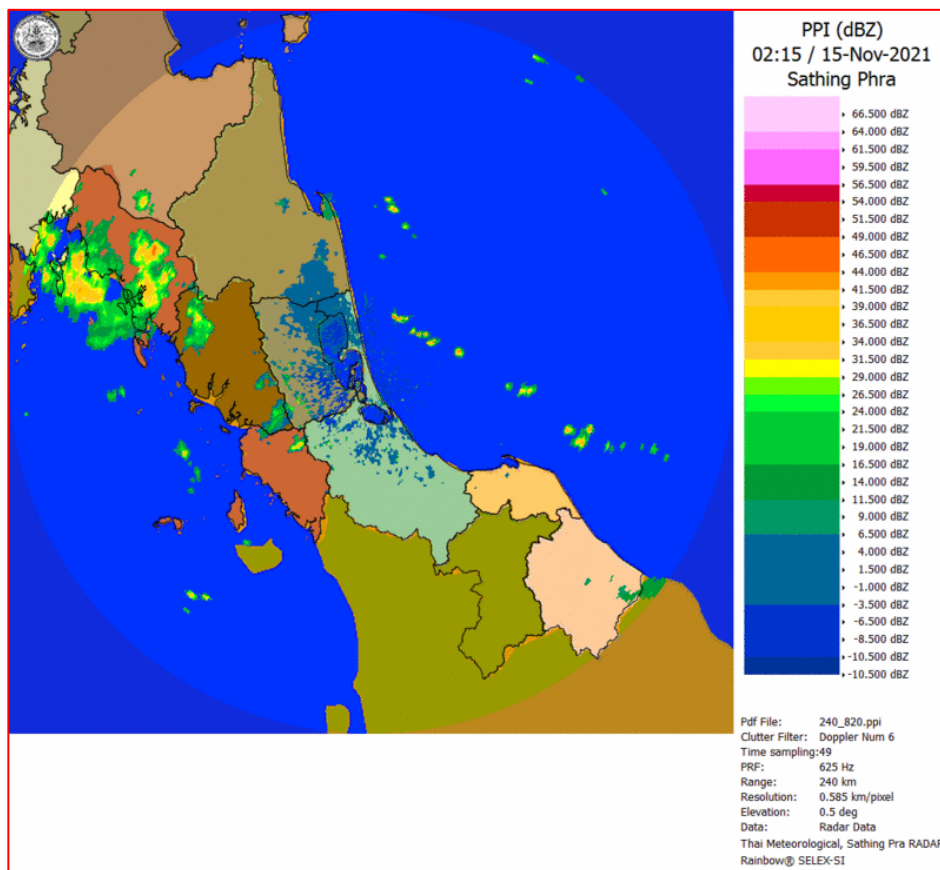 PPI (dBZ)
02:15 / 15-Nov-2021
Sathing Phra
66.500 dBZ
64.000 dBZ
61.500 dBZ
59.500 dBZ
56.500 dBZ
54.000 dBZ
51.500 dBZ
49.000 dBZ
46.500 dBZ
44.000 dBZ
41.500 dBZ
39.000 dBZ
36.500 dBZ
34.000 dBZ
31.500 dBZ
29.000 dBZ
26.500 dBZ
24.000 dBZ
21.500 dBZ
19.000 dBZ
16.500 dBZ
14.000 dBZ
11.500 dBZ
9.000 dBZ
6.500 dBZ
4.000 dBZ
1.500 dBZ
-1.000 dBZ
-3.500 dBZ
-6.500 dBZ
-8.500 dBZ
-10.500 dBZ
-10.500 dBZ
Pdf File: 240_820.ppi
Clutter Filter: Doppler Num 6
Time sampling:49
PRF: 625 Hz
Range: 240 km
Resolution: 0.585 km/pixel
Elevation: 0.5 deg
Data: Radar Data
Thai Meteorological, Sathing Pra RADAR
Rainbow® SELEX-SI